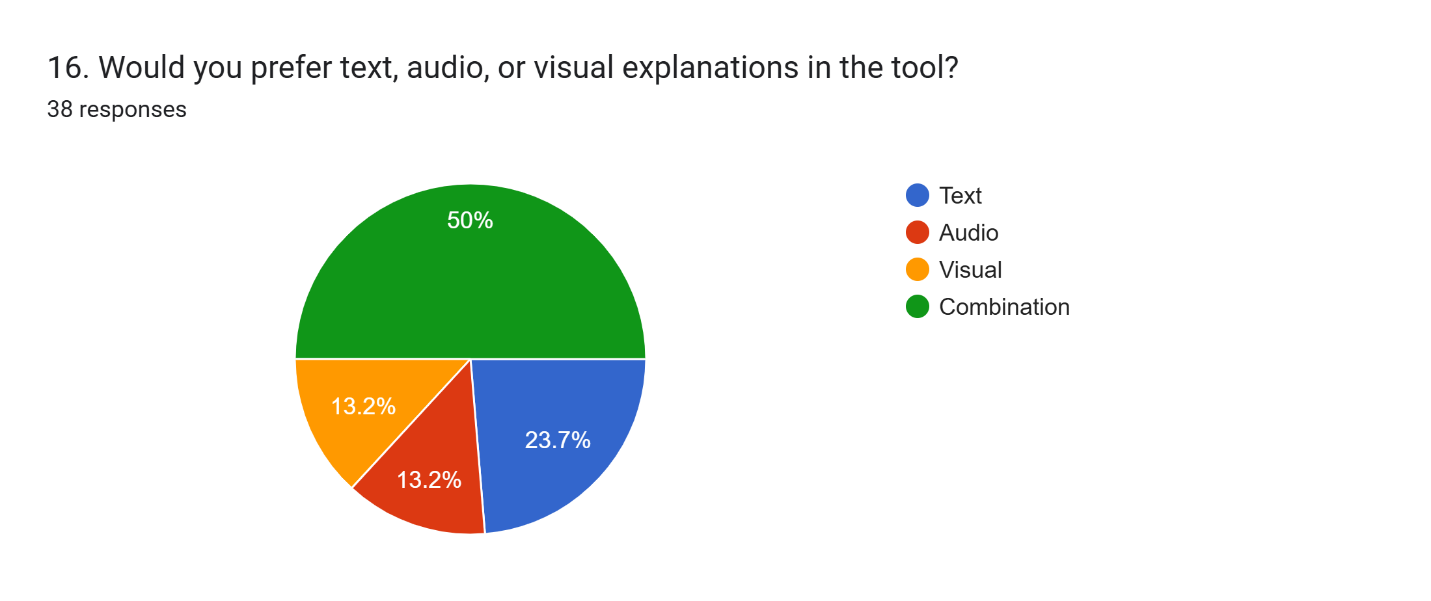 16. Would you prefer text, audio, or visual explanations in the tool?
38 responses
50%
13.2%
13.2%
23.7%
Text
Audio
Visual
Combination